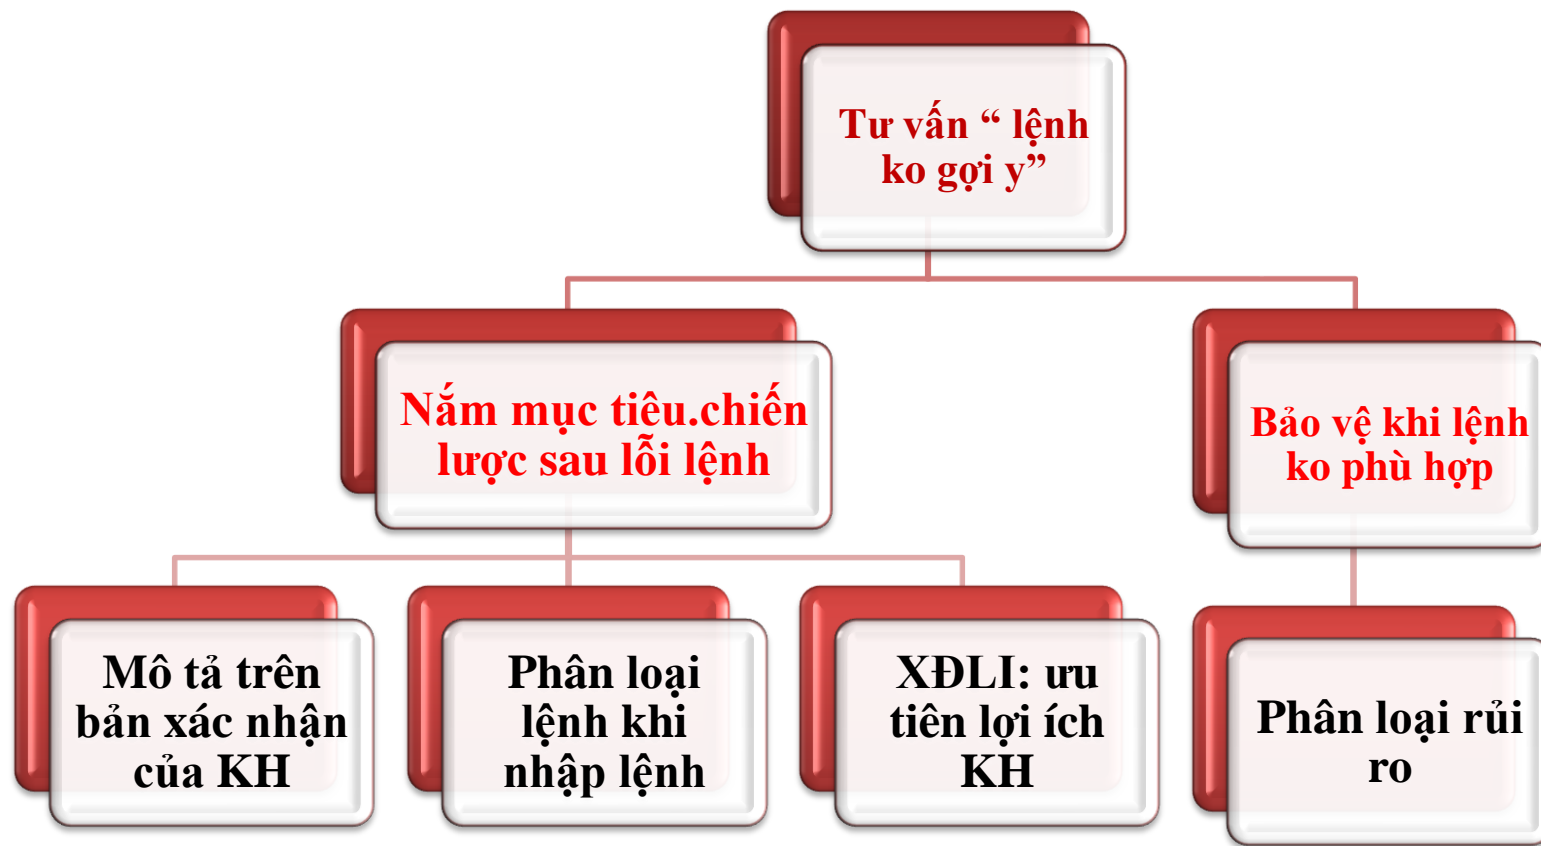 Tư vấn “ lệnh
ko gợi y”
Nắm mục tiêu.chiến
lược sau lỗi lệnh
Bảo vệ khi lệnh
ko phù hợp
Mô tả trên
bản xác nhận
của KH
Phân loại
lệnh khi
nhập lệnh
XĐLI: ưu
tiên lợi ích
KH
Phân loại rủi
ro